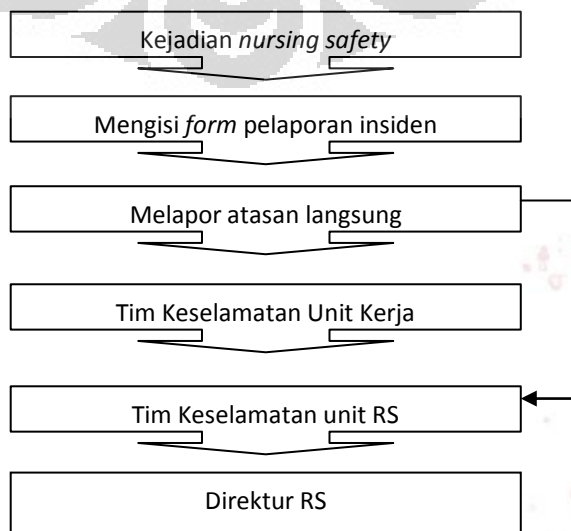 Kejadian nursing safety
Mengisi form pelaporan insiden
Melapor atasan langsung
Tim Keselamatan Unit Kerja
Tim Keselamatan unit RS
Direktur RS